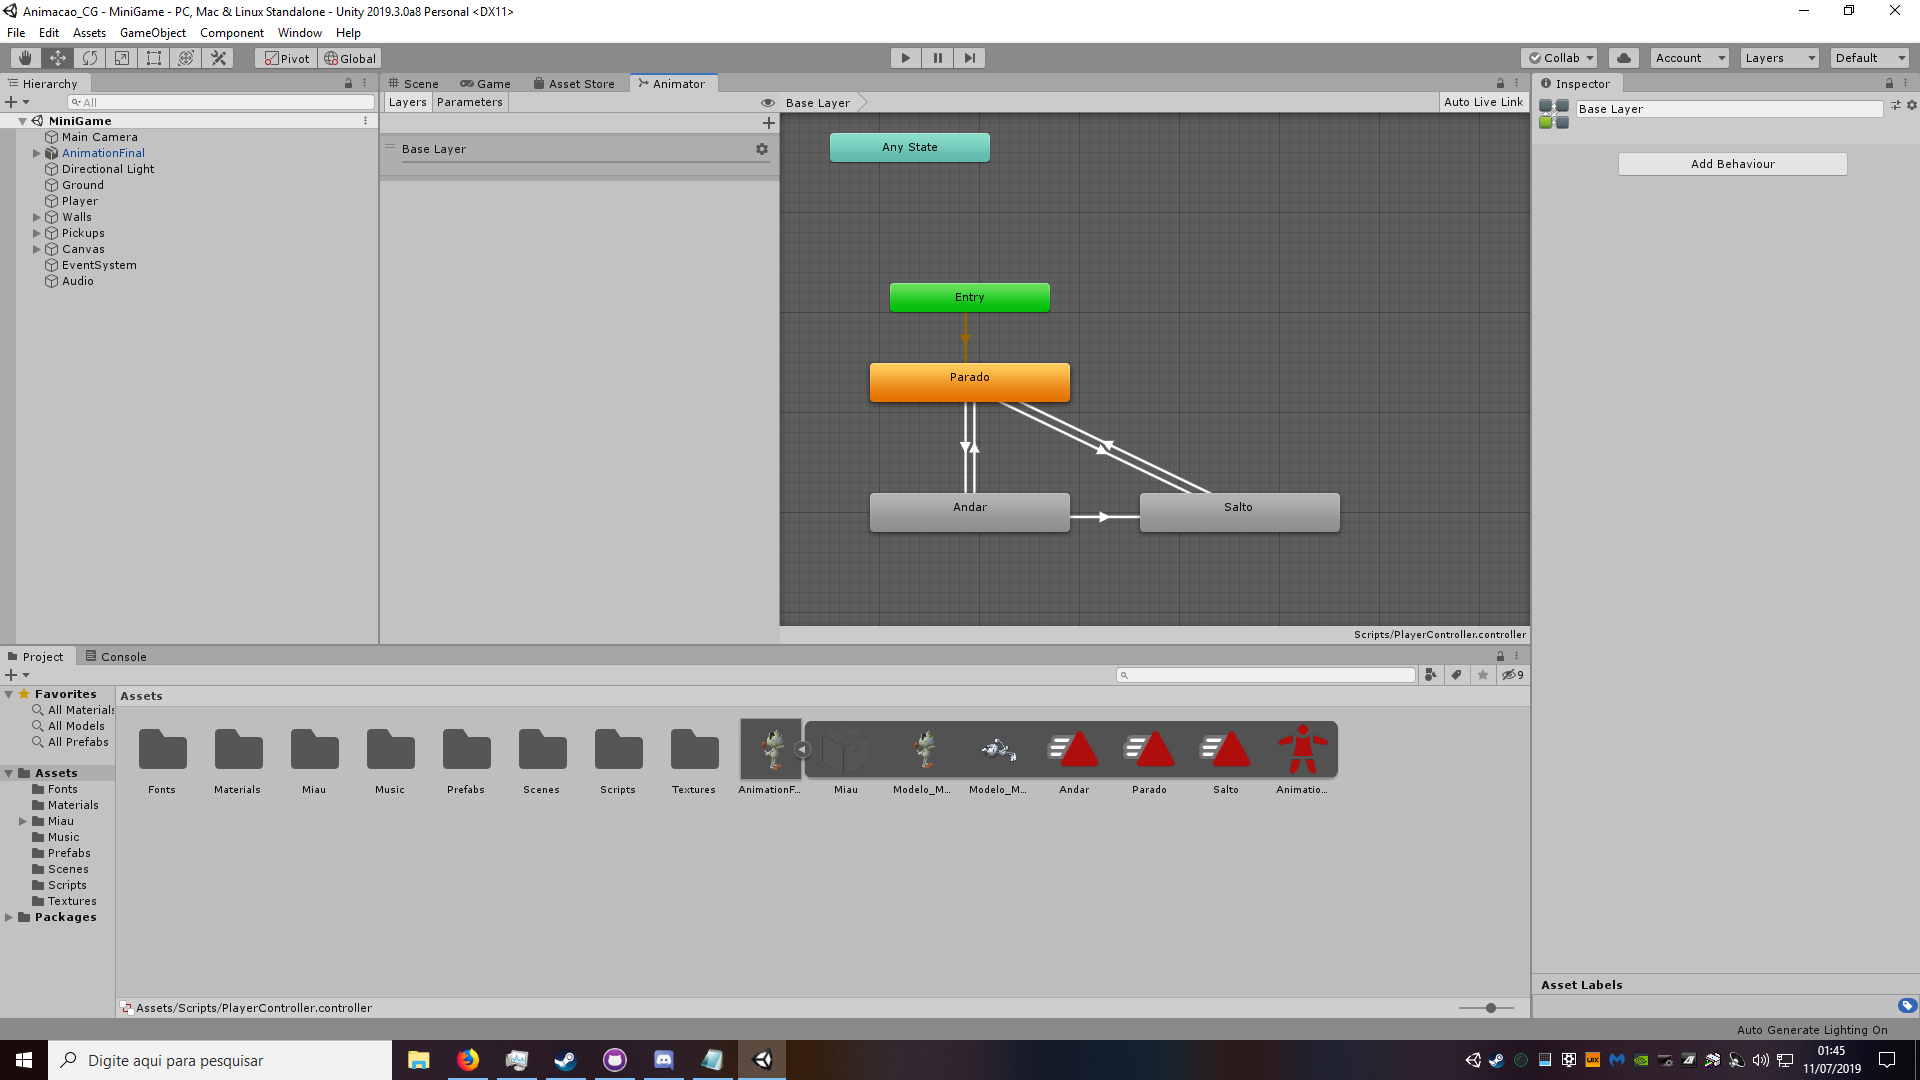 Animacao_CG - MiniGame - PC, Mac & Linux Standalone - Unity 2019.3.0a8 Personal <DX11>
File Edit Assets GameObject Component Window Help
Pivot Global
Collab Account Layers Default
Hierarchy
All
MiniGame
Main Camera
AnimationFinal
Directional Light
Ground
Player
Walls
Pickups
Canvas
EventSystem
Audio
Scene Game Asset Store Animator
Layers Parameters
Base Layer
Auto Live Link
Base Layer
Any State
Entry
Parado
Andar
Salto
Scripts/PlayerController.controller
Inspector
Base Layer
Add Behaviour
Project Console
9
Favorites
All Materials
All Models
All Prefabs
Assets
Fonts
Materials
Miau
Music
Prefabs
Scenes
Scripts
Textures
Packages
Assets
Fonts Materials Miau Music Prefabs Scenes Scripts Textures AnimationF... Miau Modelo_M... Modelo_M... Andar Parado Salto Animatio...
Assets/Scripts/PlayerController.controller
Asset Labels
Auto Generate Lighting On
Digite aqui para pesquisar
01:45
11/07/2019